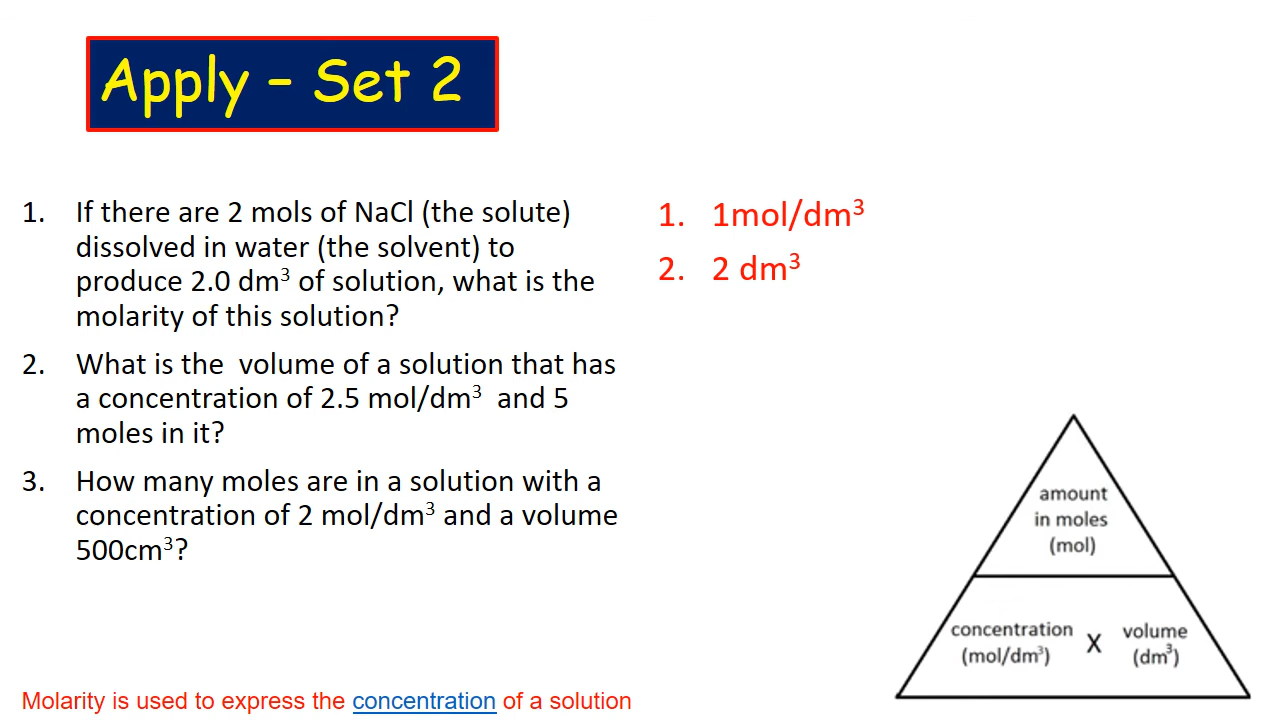 Apply – Set 2
1. If there are 2 mols of NaCl (the solute)
dissolved in water (the solvent) to
produce 2.0 dm³ of solution, what is the
molarity of this solution?
2. What is the  volume of a solution that has
a concentration of 2.5 mol/dm³  and 5
moles in it?
3. How many moles are in a solution with a
concentration of 2 mol/dm³ and a volume
500cm³?
1. 1mol/dm³
2. 2 dm³
amount
in moles
(mol)
concentration
(mol/dm³)
X
volume
(dm³)
Molarity is used to express the concentration of a solution